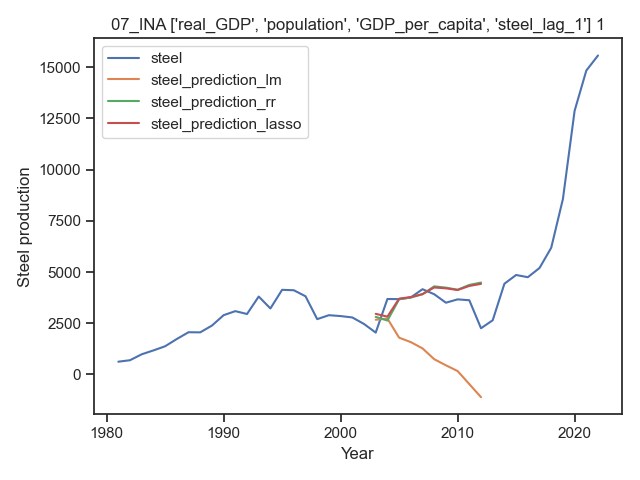 07_INA ['real_GDP', 'population', 'GDP_per_capita', 'steel_lag_1'] 1
steel
steel_prediction_lm
steel_prediction_rr
steel_prediction_lasso
15000
12500
10000
7500
5000
2500
0
Steel production
1980
1990
2000
2010
2020
Year